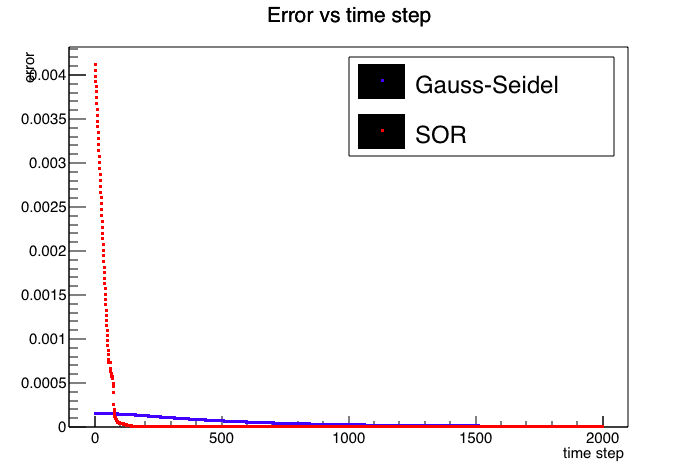 Error vs time step
error
0.004
0.0035
0.003
0.0025
0.002
0.0015
0.001
0.0005
0
Gauss-Seidel
SOR
0 500 1000 1500 2000
time step